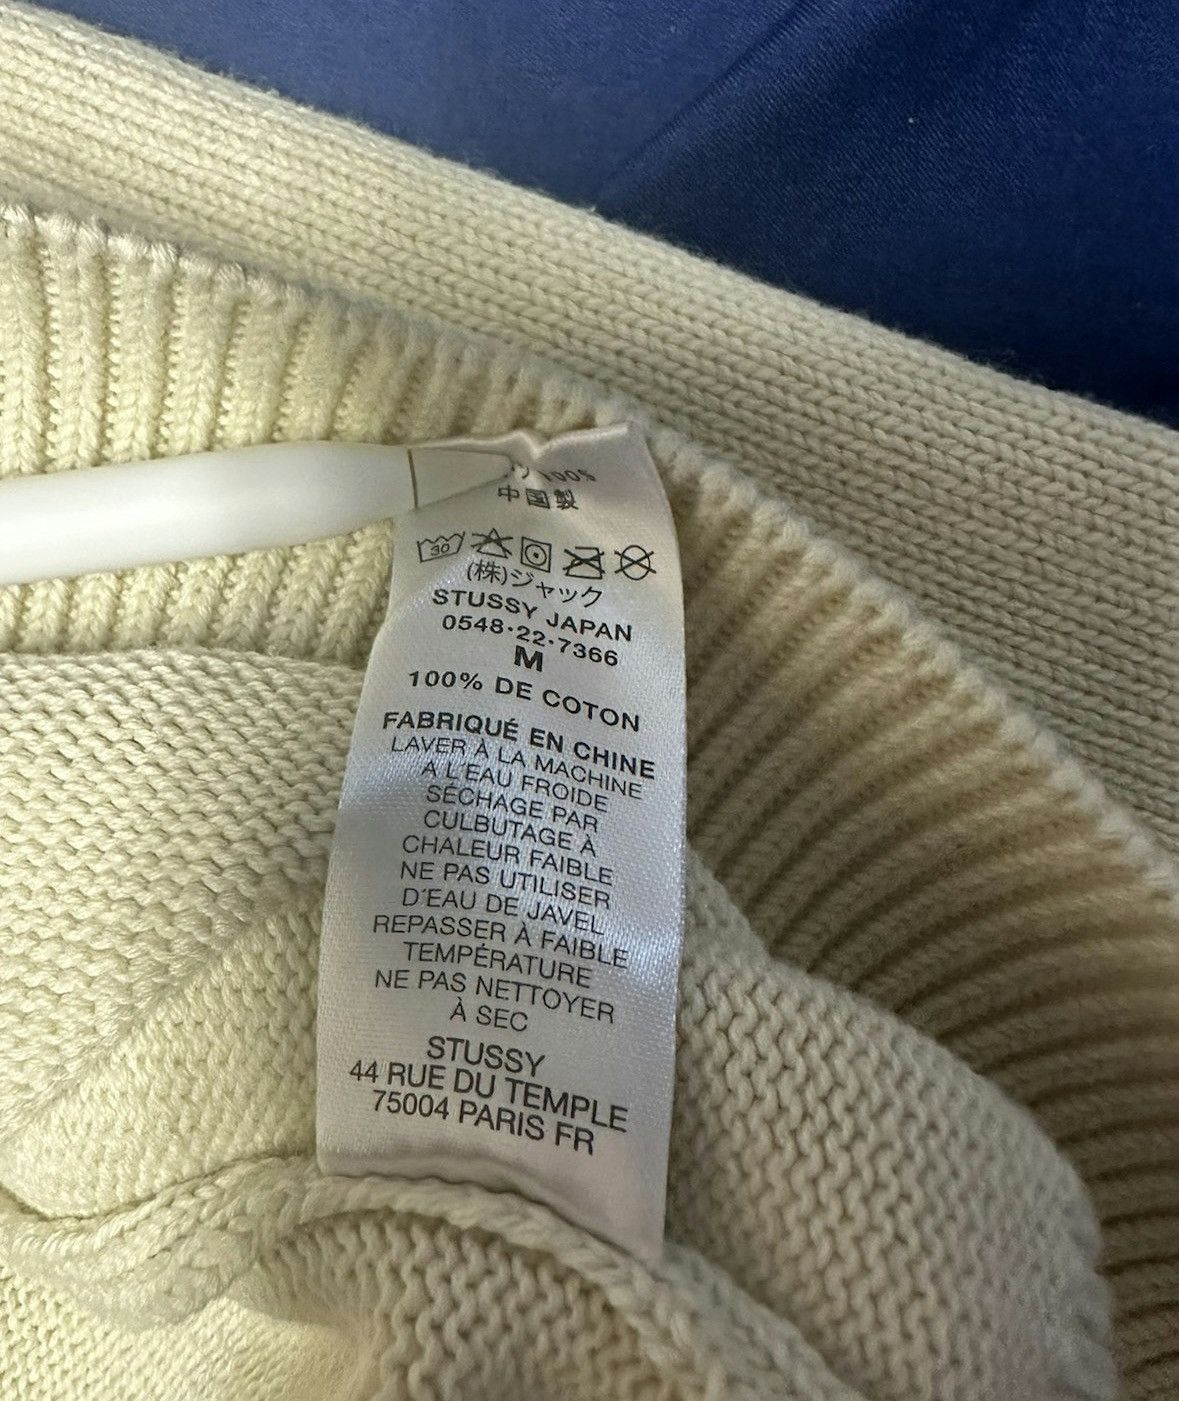 100%
中国製
30
(株)ジャック
STUSSY JAPAN
0548·22·7366
M
100% DE COTON
FABRIQUÉ EN CHINE
LAVER À LA MACHINE
A L'EAU FROIDE
SÉCHAGE PAR
CULBUTAGE À
CHALEUR FAIBLE
NE PAS UTILISER
D'EAU DE JAVEL
REPASSER À FAIBLE
TEMPÉRATURE
NE PAS NETTOYER
À SEC
STUSSY
44 RUE DU TEMPLE
75004 PARIS FR